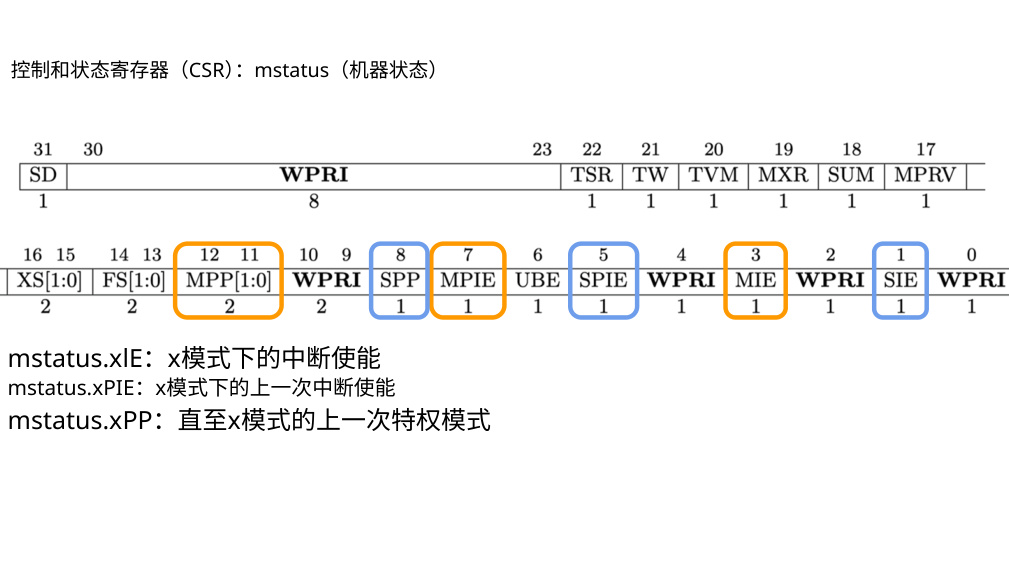 控制和状态寄存器（CSR）：mstatus（机器状态）
31 30 23 22 21 20 19 18 17
SD WPRI TSR TW TVM MXR SUM MPRV
1 8 1 1 1 1 1 1
16 15 14 13 12 11 10 9 8 7 6 5 4 3 2 1 0
XS[1:0] FS[1:0] MPP[1:0] WPRI SPP MPIE UBE SPIE WPRI MIE WPRI SIE WPRI
2 2 2 2 1 1 1 1 1 1 1 1 1
mstatus.xlE：x模式下的中断使能
mstatus.xPIE：x模式下的上一次中断使能
mstatus.xPP：直至x模式的上一次特权模式